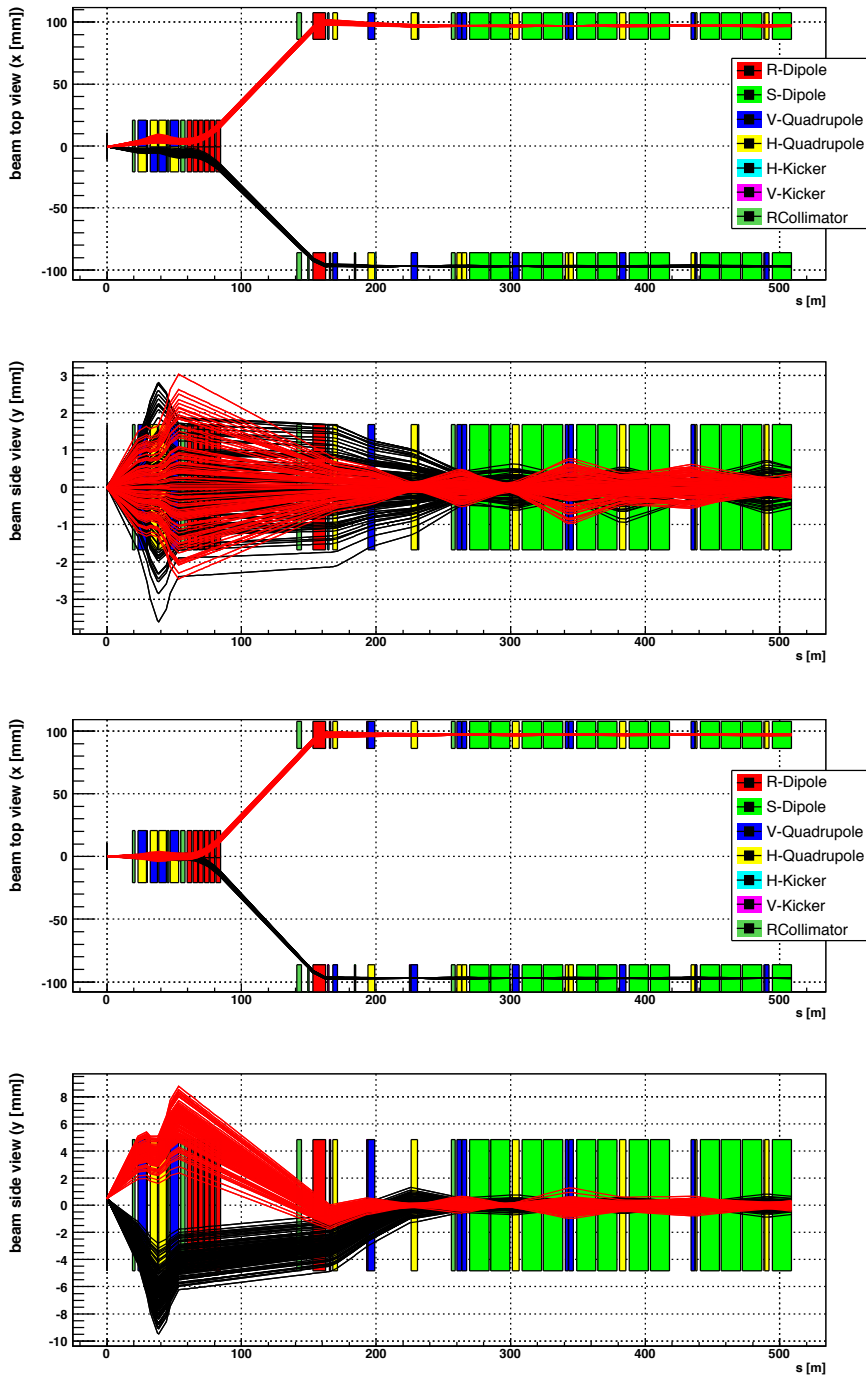 beam top view (x [mm])
100
50
0
-50
-100
0
100
200
300
400
500
s [m]
R-Dipole
S-Dipole
V-Quadrupole
H-Quadrupole
H-Kicker
V-Kicker
RCollimator
beam side view (y [mm])
3
2
1
0
-1
-2
-3
0
100
200
300
400
500
s [m]
beam top view (x [mm])
100
50
0
-50
-100
0
100
200
300
400
500
s [m]
R-Dipole
S-Dipole
V-Quadrupole
H-Quadrupole
H-Kicker
V-Kicker
RCollimator
beam side view (y [mm])
8
6
4
2
0
-2
-4
-6
-8
-10
0
100
200
300
400
500
s [m]